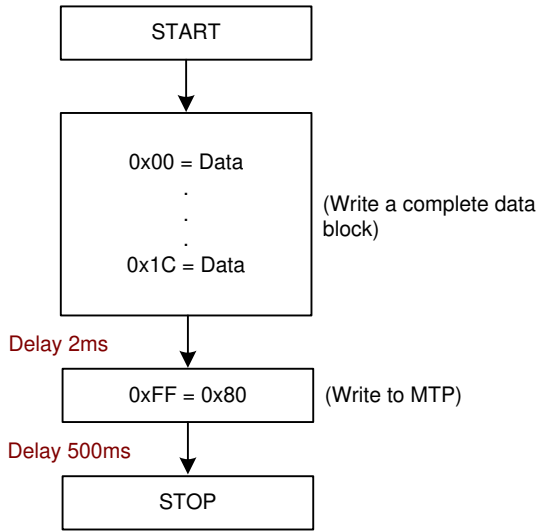 START
0x00 = Data
.
.
.
0x1C = Data
(Write a complete data
block)
Delay 2ms
0xFF = 0x80
(Write to MTP)
Delay 500ms
STOP